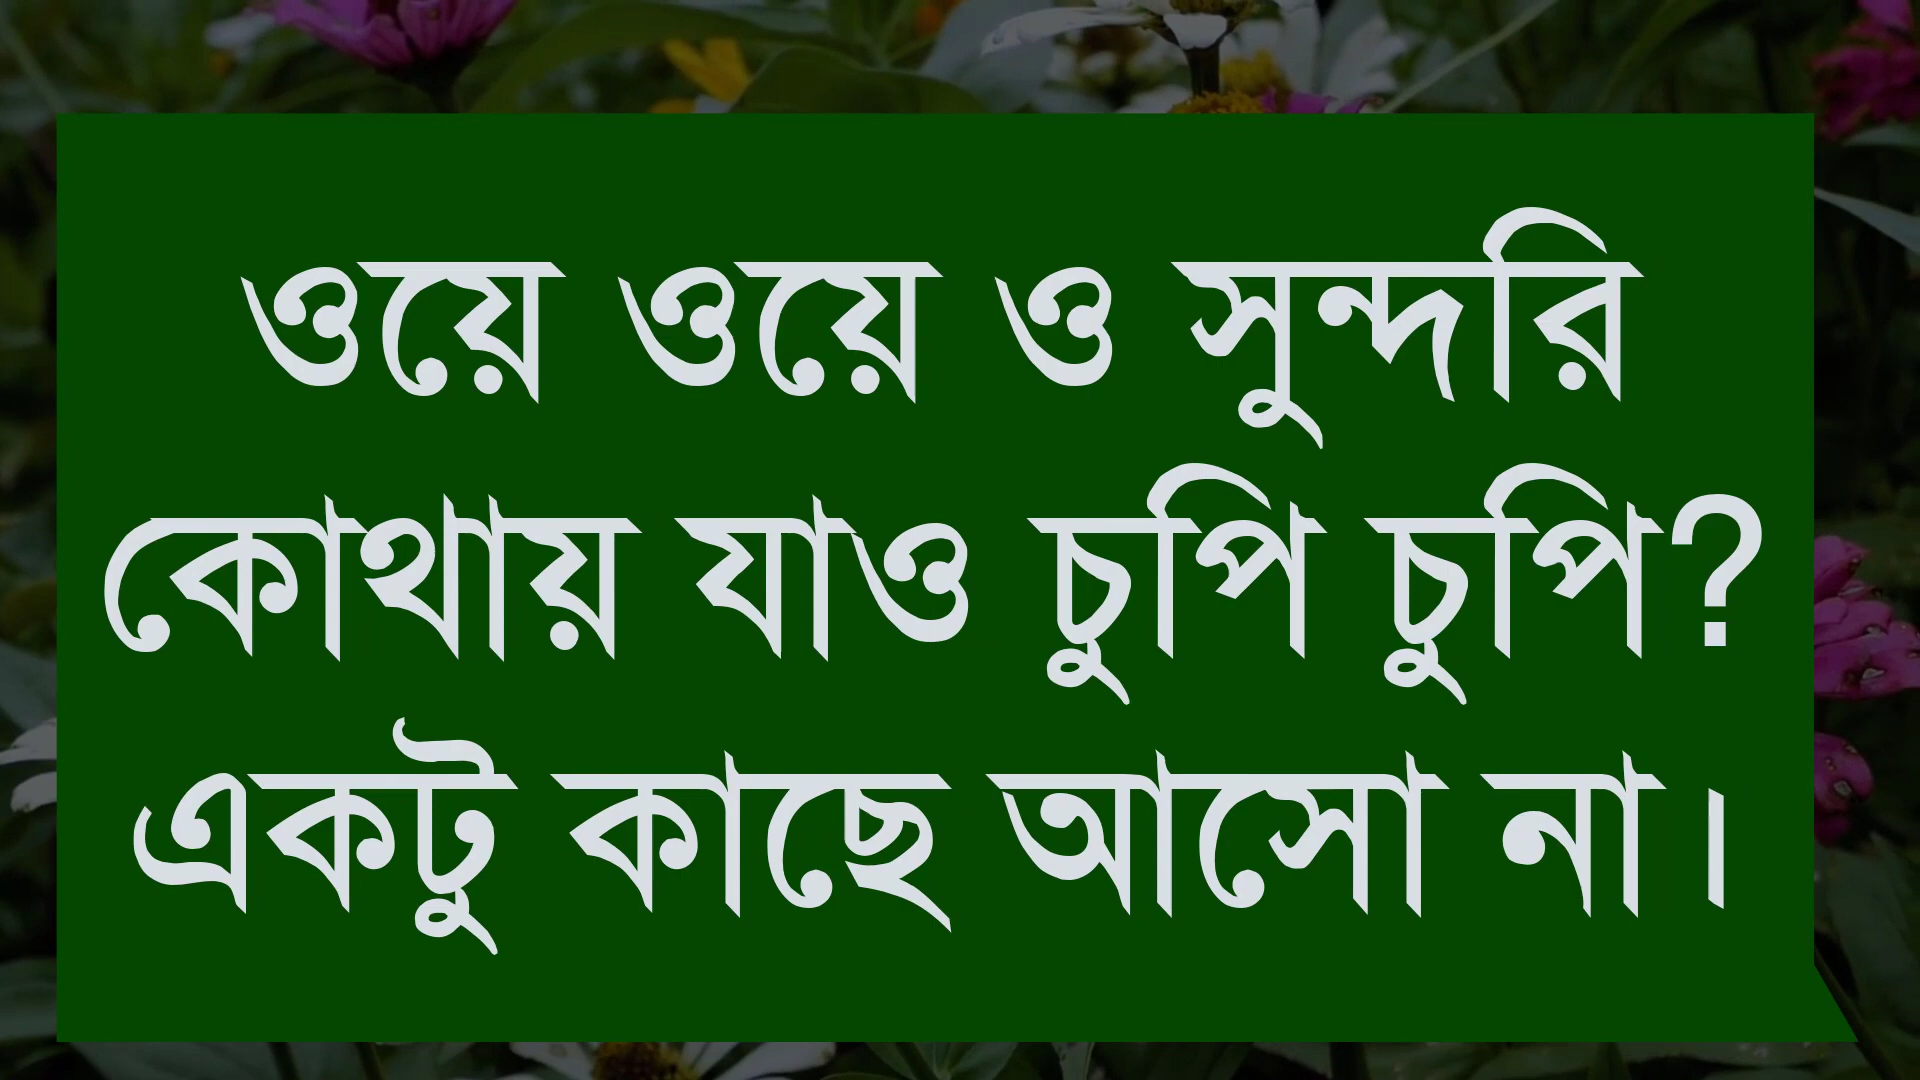 ওয়ে ওয়ে ও সুন্দরি
কোথায় যাও চুপি চুপি?
একটু কাছে আসো না।